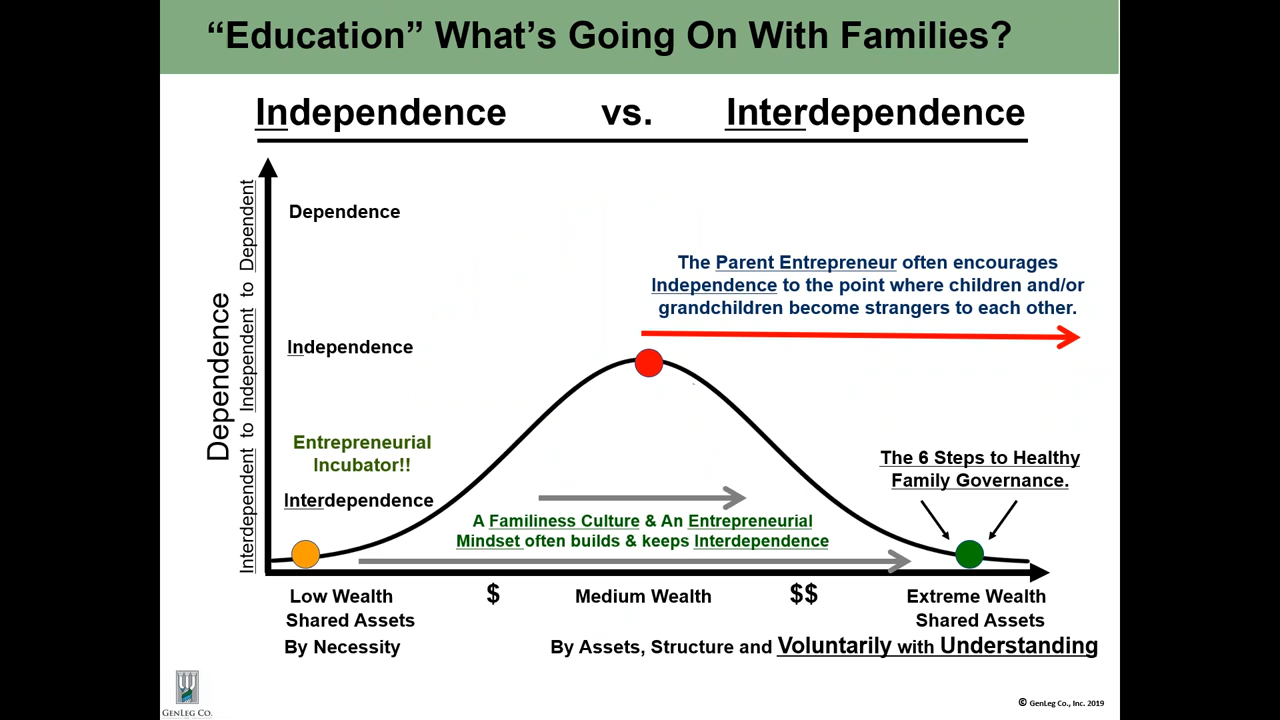 “Education” What’s Going On With Families?
Independence vs. Interdependence
Dependence
Interdependent to Independent to Dependent
Dependence
The Parent Entrepreneur often encourages
Independence to the point where children and/or
grandchildren become strangers to each other.
Independence
Entrepreneurial
Incubator!!
Interdependence
The 6 Steps to Healthy
Family Governance.
A Familiness Culture & An Entrepreneurial
Mindset often builds & keeps Interdependence
Low Wealth $ Medium Wealth $$ Extreme Wealth
Shared Assets Shared Assets
By Necessity By Assets, Structure and Voluntarily with Understanding
GENLEG CO.
© GenLeg Co., Inc. 2019